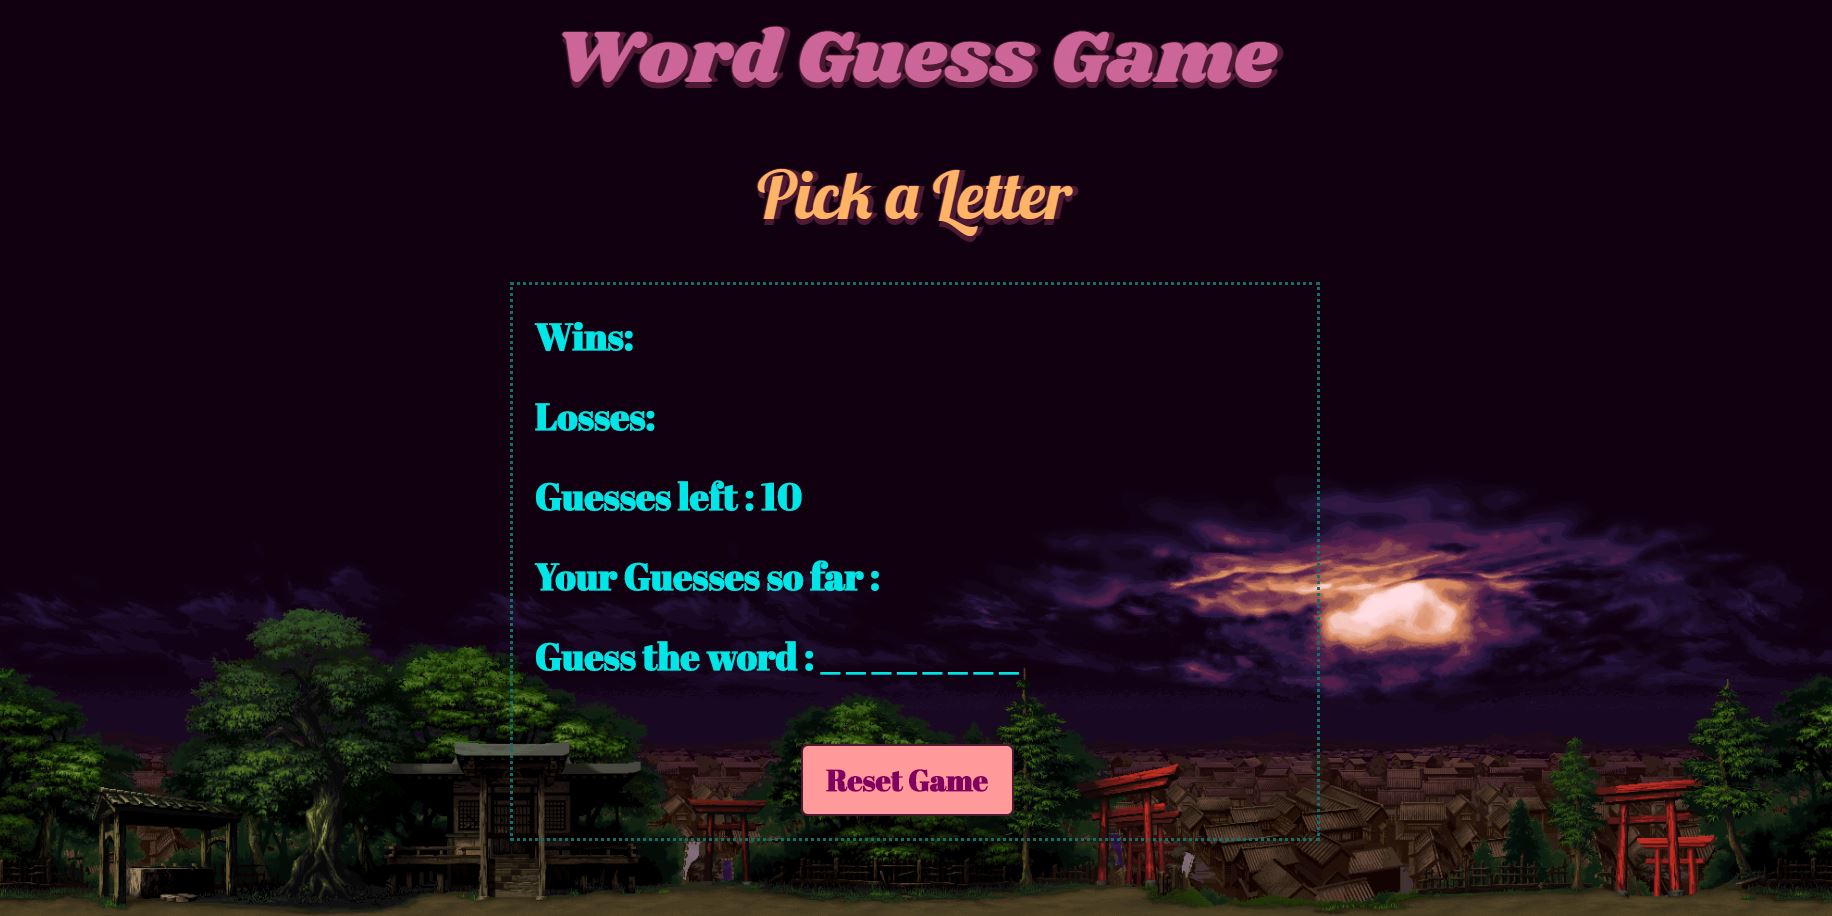 Word Guess Game
Pick a Letter
Wins:
Losses:
Guesses left : 10
Your Guesses so far :
Guess the word : _ _ _ _ _ _ _ _
Reset Game